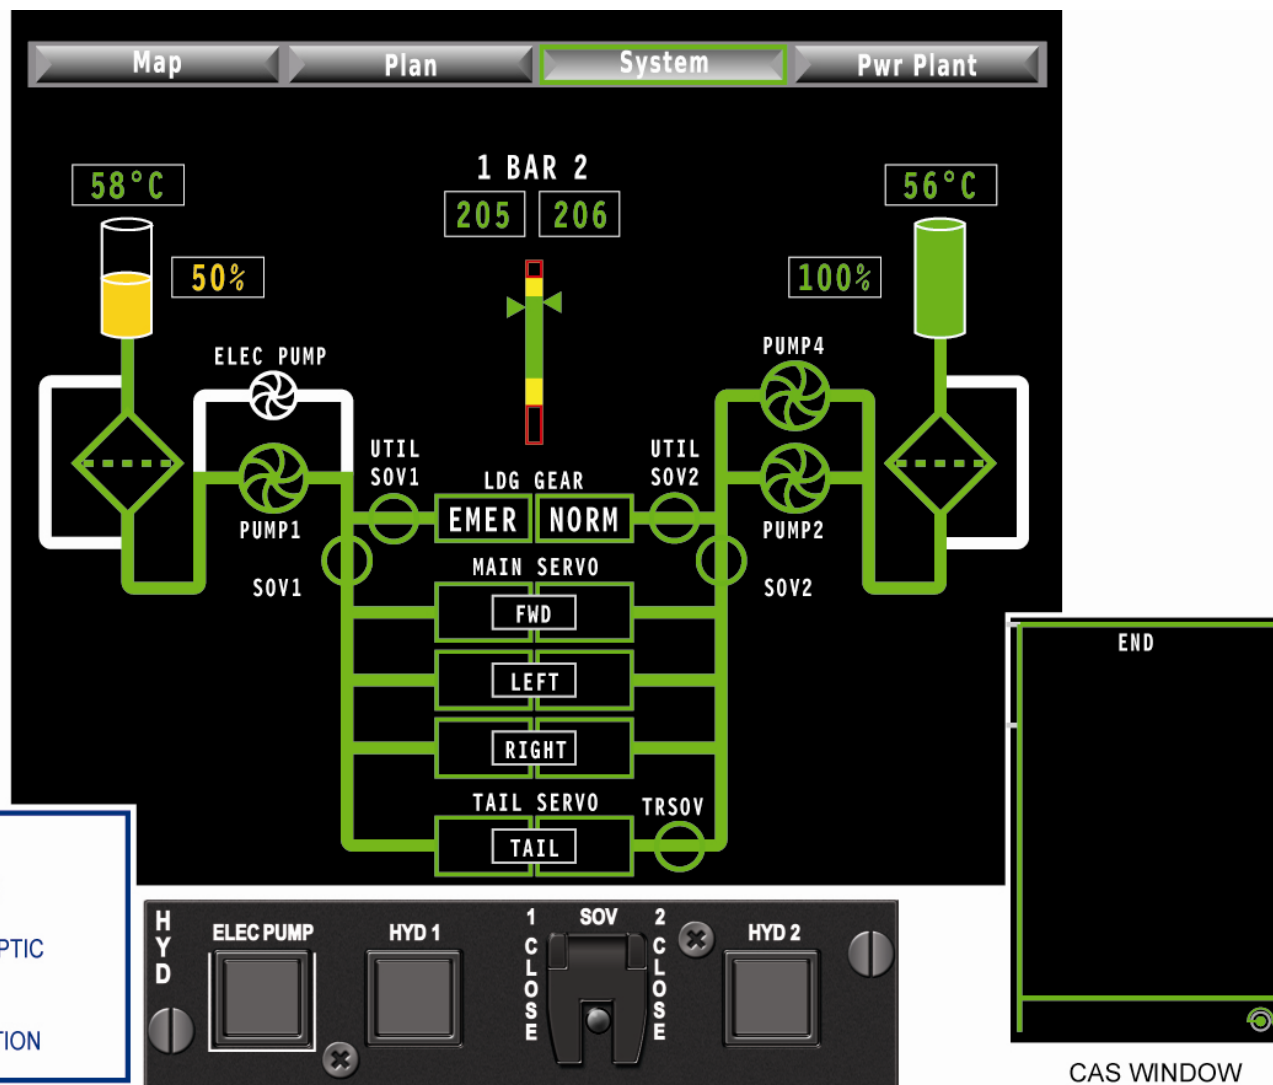 Map Plan System Pwr Plant
1 BAR 2
58°C 205 206 56°C
50% 100%
ELEC PUMP PUMP4
UTIL SOV1 UTIL SOV2
LDG GEAR
EMER NORM
PUMP1 PUMP2
MAIN SERVO
SOV1 SOV2
FWD
LEFT
RIGHT
TAIL SERVO TRSOV
TAIL
END
PTIC
TION
HYD
ELEC PUMP HYD 1 1 SOV 2 HYD 2
CLOSE CLOSE
CAS WINDOW